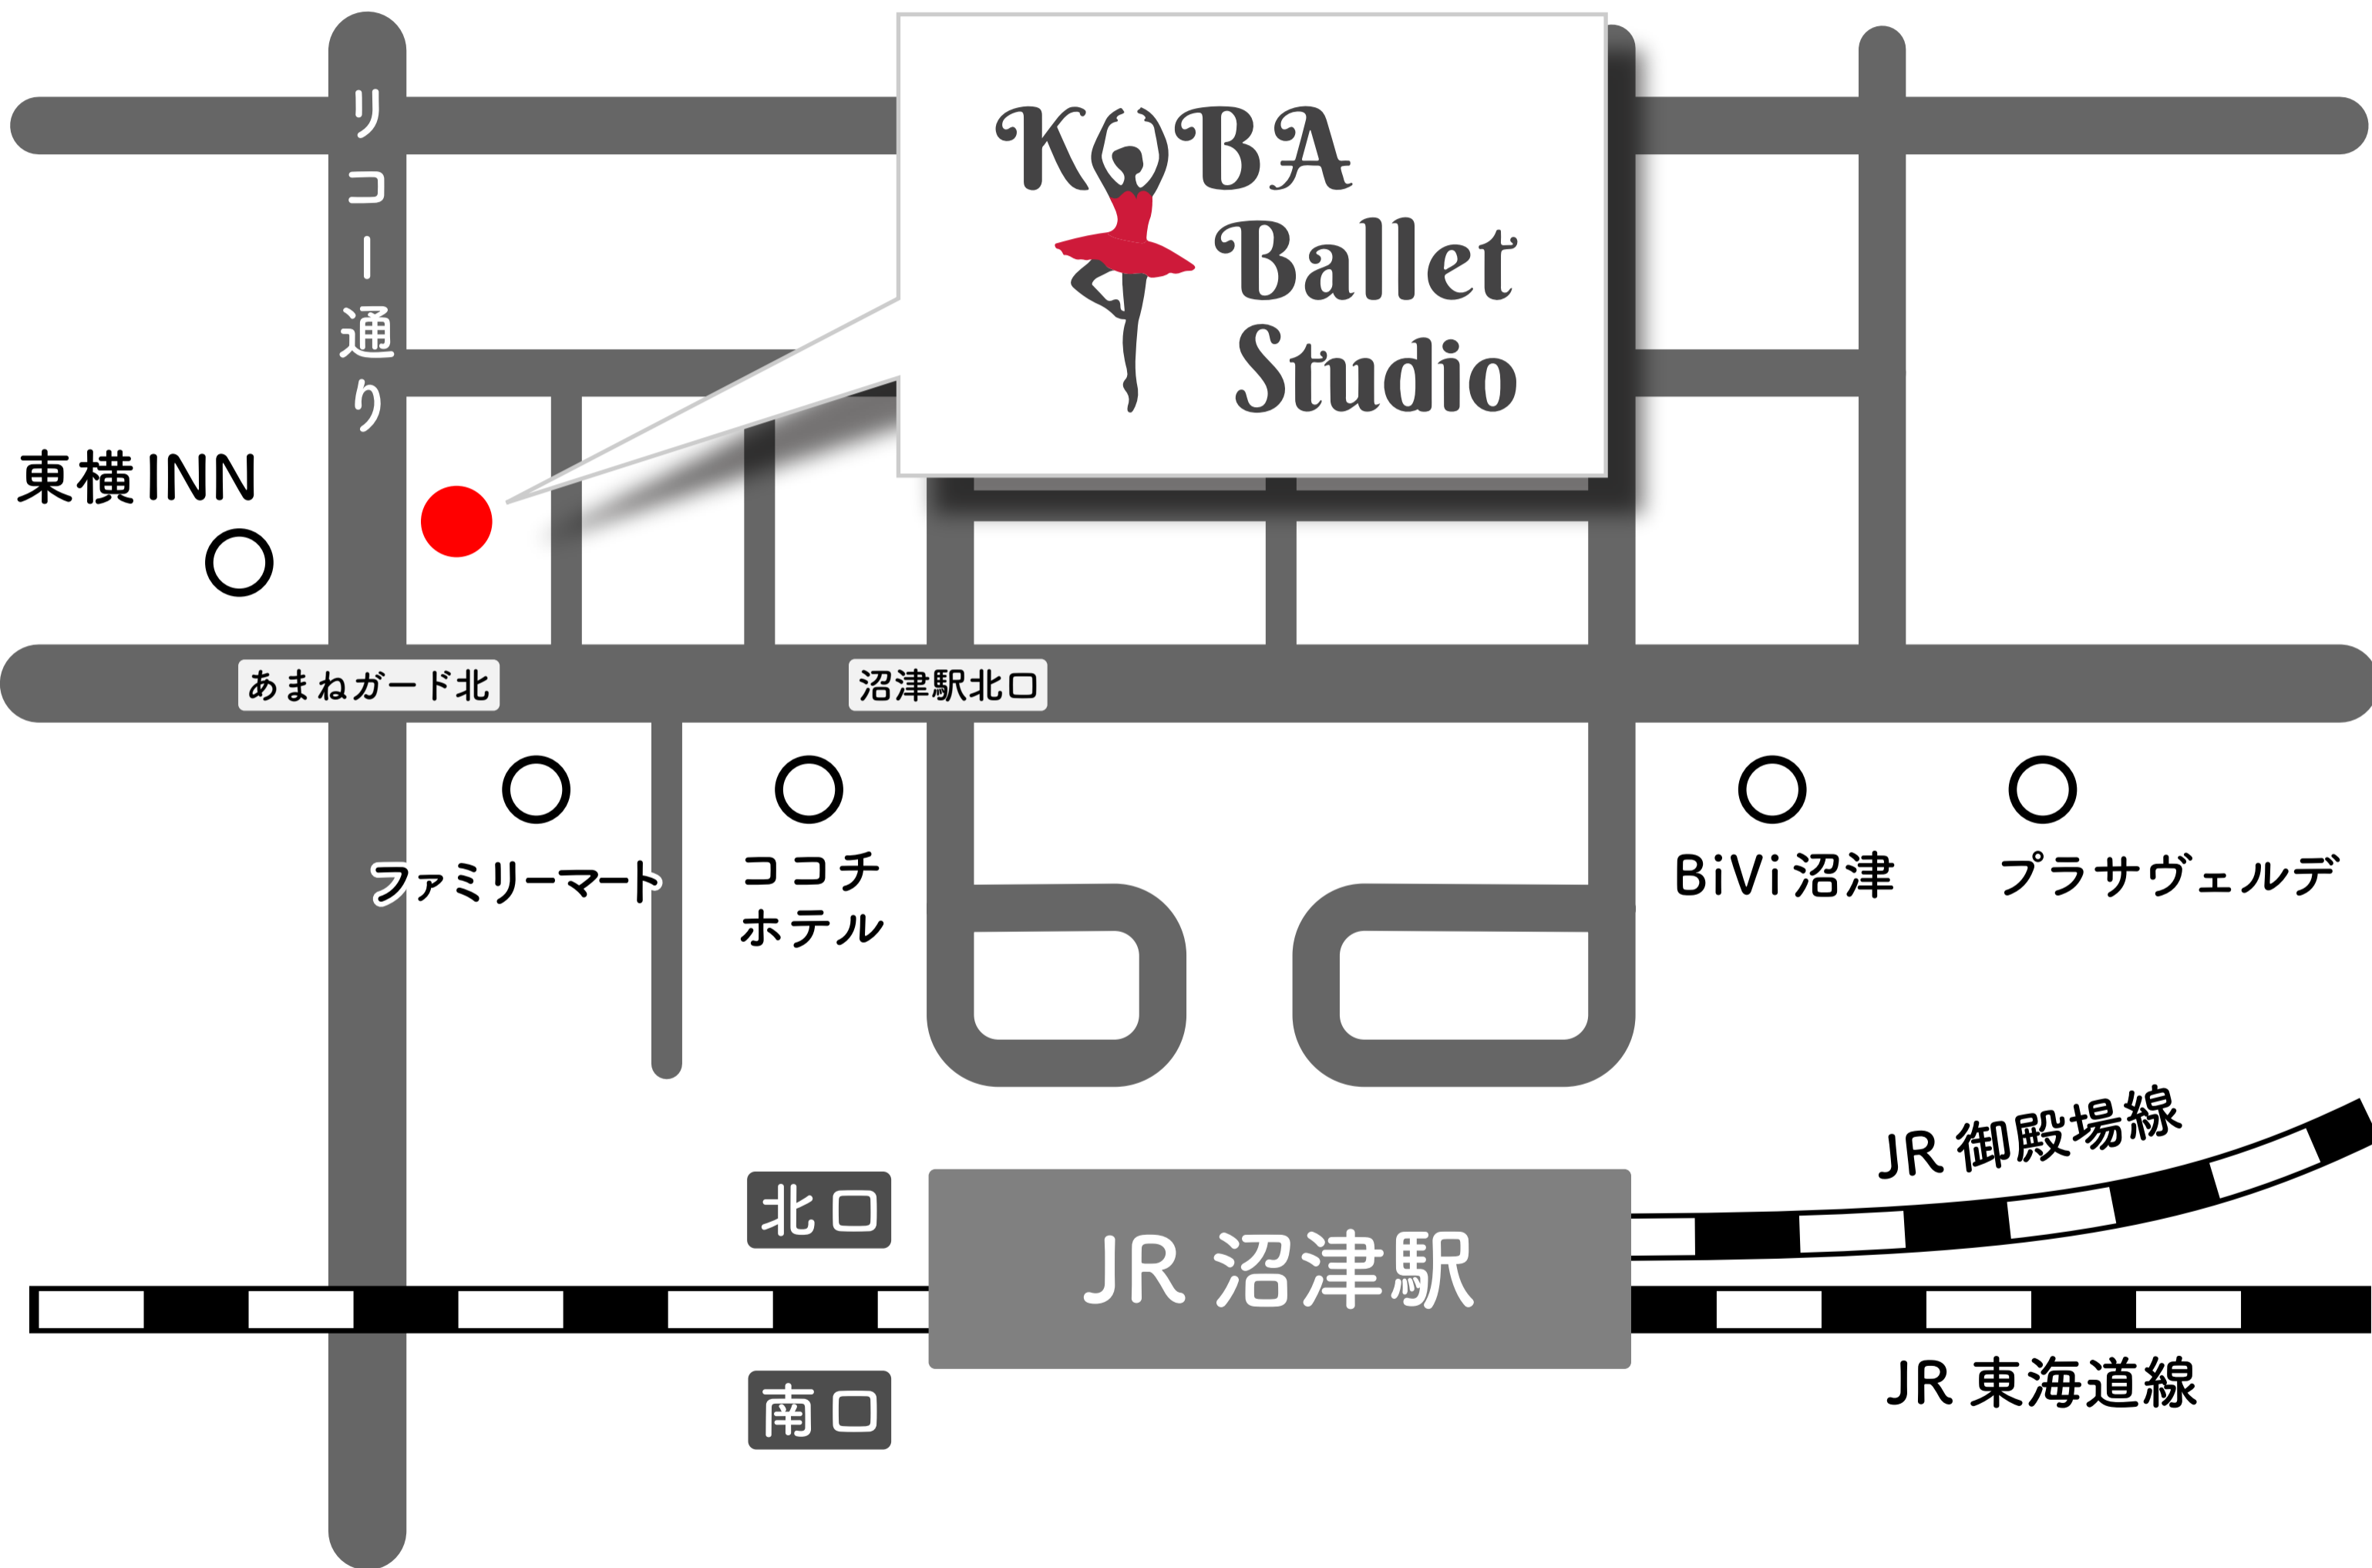 リコー通り
KOBA
Ballet
Studio
東横INN
あまねガード北
沼津駅北口
ファミリーマート
ココチ
ホテル
BiVi沼津
プラサヴェルデ
JR 御殿場線
北口
JR 沼津駅
南口
JR 東海道線